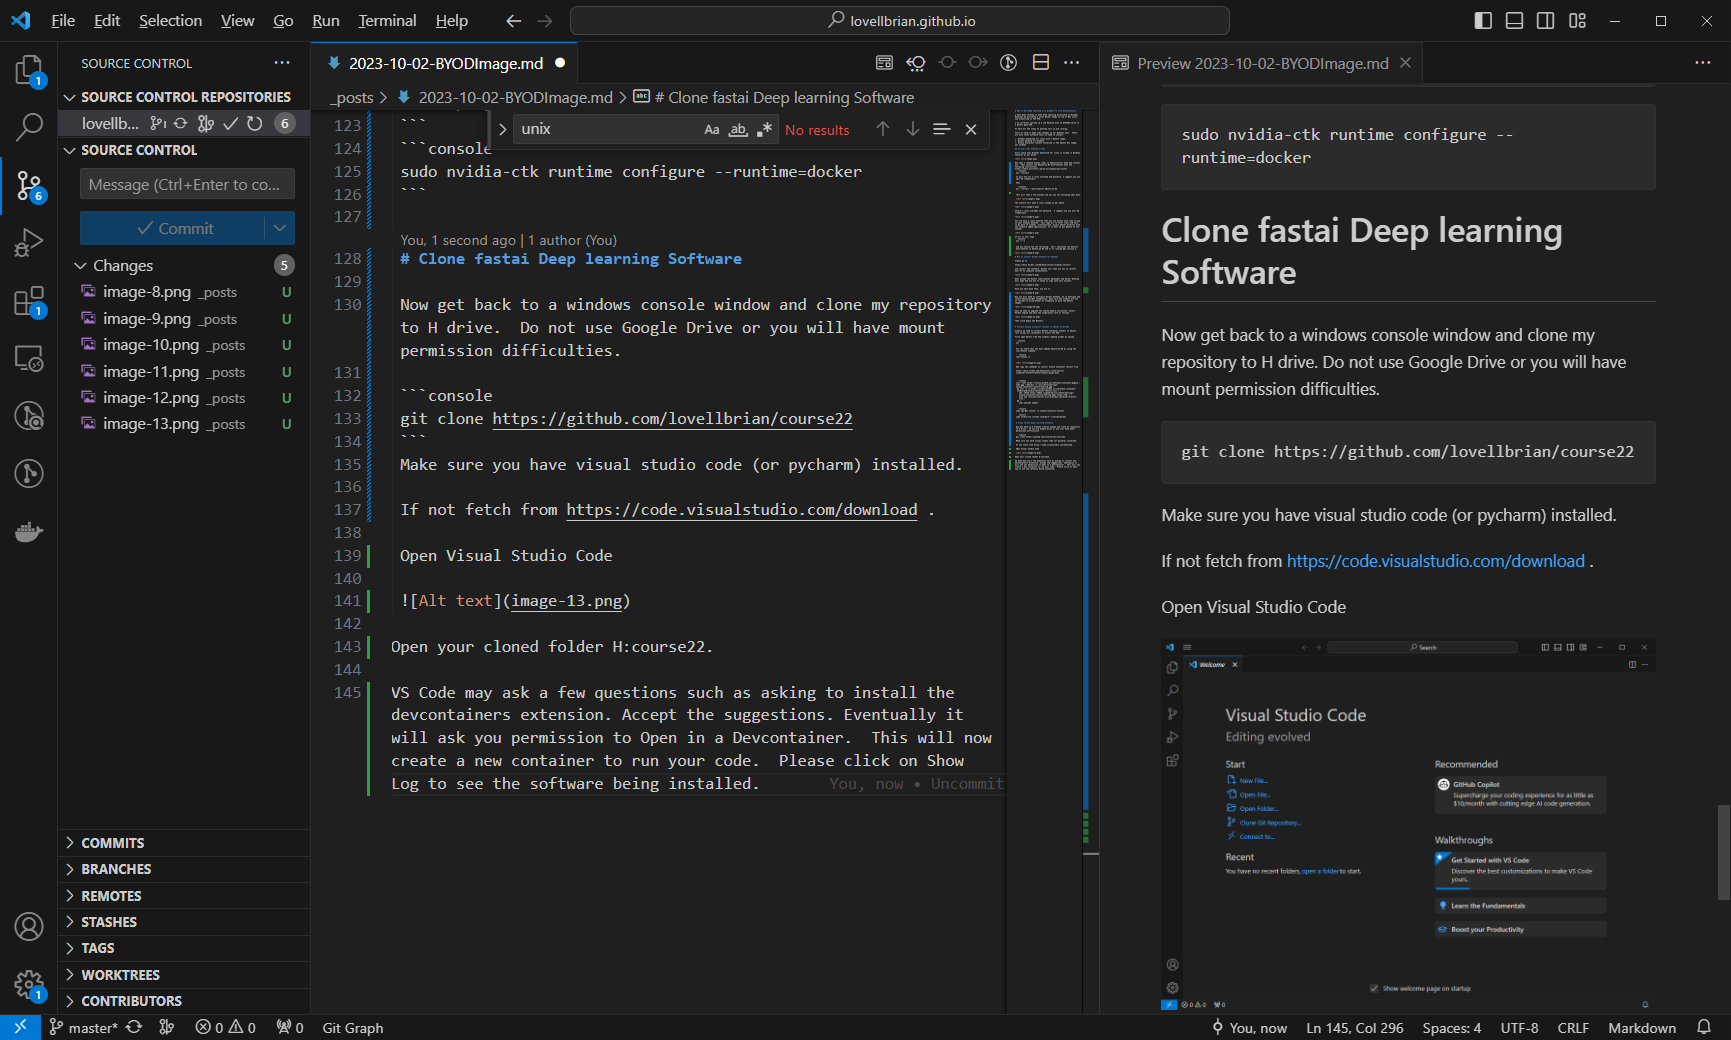 File Edit Selection View Go Run Terminal Help
lovellbrian.github.io
SOURCE CONTROL
2023-10-02-BYODImage.md
Preview 2023-10-02-BYODImage.md
SOURCE CONTROL REPOSITORIES
_posts > 2023-10-02-BYODImage.md > # Clone fastai Deep learning Software
lovellb... 6
unix
Aa ab No results
SOURCE CONTROL
Message (Ctrl+Enter to co...
Commit
Changes 5
image-8.png _posts U
image-9.png _posts U
image-10.png _posts U
image-11.png _posts U
image-12.png _posts U
image-13.png _posts U
COMMITS
BRANCHES
REMOTES
STASHES
TAGS
WORKTREES
CONTRIBUTORS
123 ```
124 ```console
125 sudo nvidia-ctk runtime configure --runtime=docker
126 ```
127
You, 1 second ago | 1 author (You)
128 # Clone fastai Deep learning Software
129
130 Now get back to a windows console window and clone my repository
to H drive.  Do not use Google Drive or you will have mount
permission difficulties.
131
132 ```console
133 git clone https://github.com/lovellbrian/course22
134 ```
135 Make sure you have visual studio code (or pycharm) installed.
136
137 If not fetch from https://code.visualstudio.com/download .
138
139 Open Visual Studio Code
140
141 ![Alt text](image-13.png)
142
143 Open your cloned folder H:course22.
144
145 VS Code may ask a few questions such as asking to install the
devcontainers extension. Accept the suggestions. Eventually it
will ask you permission to Open in a Devcontainer.  This will now
create a new container to run your code.  Please click on Show
Log to see the software being installed. You, now • Uncommit
sudo nvidia-ctk runtime configure --
runtime=docker
Clone fastai Deep learning
Software
Now get back to a windows console window and clone my
repository to H drive. Do not use Google Drive or you will have
mount permission difficulties.
git clone https://github.com/lovellbrian/course22
Make sure you have visual studio code (or pycharm) installed.
If not fetch from https://code.visualstudio.com/download .
Open Visual Studio Code
Search
Welcome
Visual Studio Code
Editing evolved
Start
New File...
Open File...
Open Folder...
Clone Git Repository...
Connect to...
Recent
You have no recent folders, open a folder to start.
Recommended
GitHub Copilot
Supercharge your coding experience for as little as
$10/month with cutting edge AI code generation.
Walkthroughs
Get Started with VS Code
Discover the best customizations to make VS Code
yours.
Learn the Fundamentals
Boost your Productivity
Show welcome page on startup
0 0 0
1
6
1
1
master* 0 0 0 Git Graph
You, now Ln 145, Col 296 Spaces: 4 UTF-8 CRLF Markdown